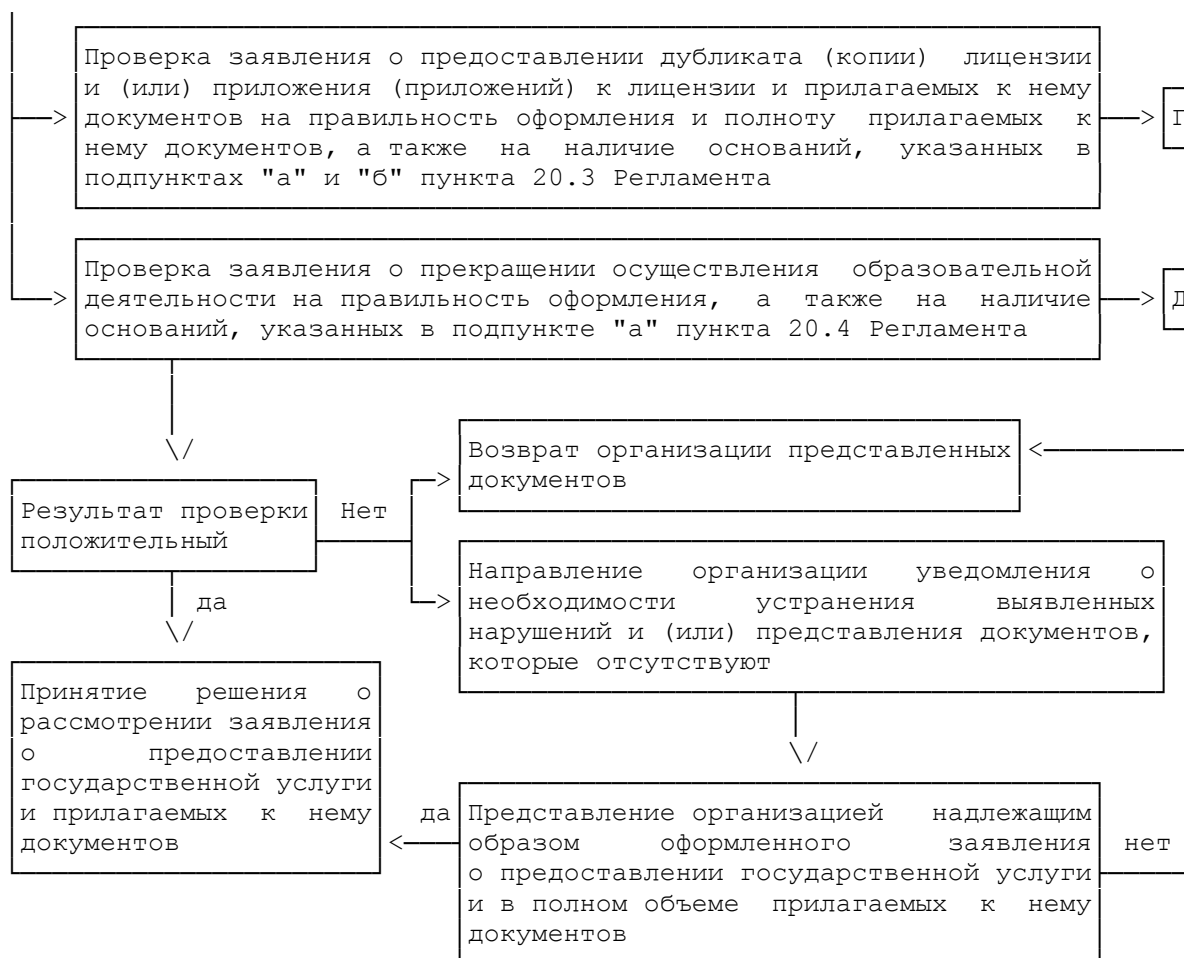 Проверка заявления о предоставлении дубликата (копии) лицензии
и (или) приложения (приложений) к лицензии и прилагаемых к нему
документов на правильность оформления и полноту прилагаемых к
нему документов, а также на наличие оснований, указанных в
подпунктах "а" и "б" пункта 20.3 Регламента
Проверка заявления о прекращении осуществления образовательной
деятельности на правильность оформления, а также на наличие
оснований, указанных в подпункте "а" пункта 20.4 Регламента
Возврат организации представленных
документов
Результат проверки
положительный
Нет
Направление организации уведомления о
необходимости устранения выявленных
нарушений и (или) представления документов,
которые отсутствуют
да
Принятие решения о
рассмотрении заявления
о предоставлении
государственной услуги
и прилагаемых к нему
документов
да
Представление организацией надлежащим
образом оформленного заявления
о предоставлении государственной услуги
и в полном объеме прилагаемых к нему
документов
нет